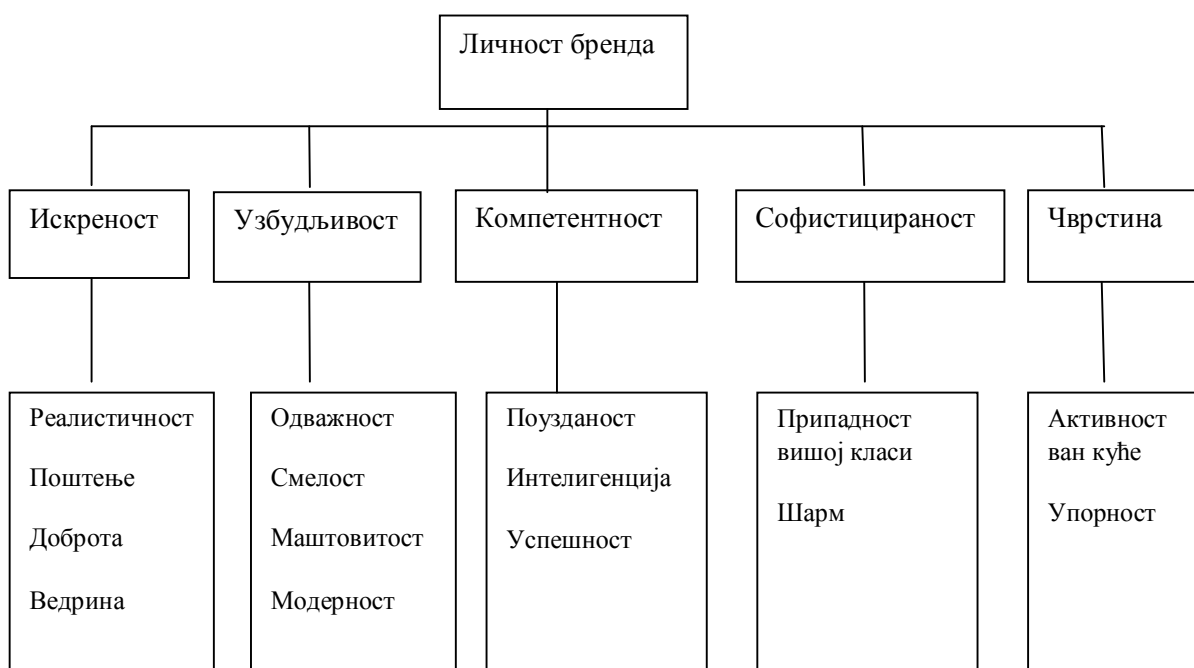 Личност бренда
Искреност
Узбудљивост
Компетентност
Софистицираност
Чврстина
Реалистичност
Поштење
Доброта
Ведрина
Одважност
Смелост
Маштовитост
Модерност
Поузданост
Интелигенција
Успешност
Припадност
вишој класи
Шарм
Активност
ван куће
Упорност